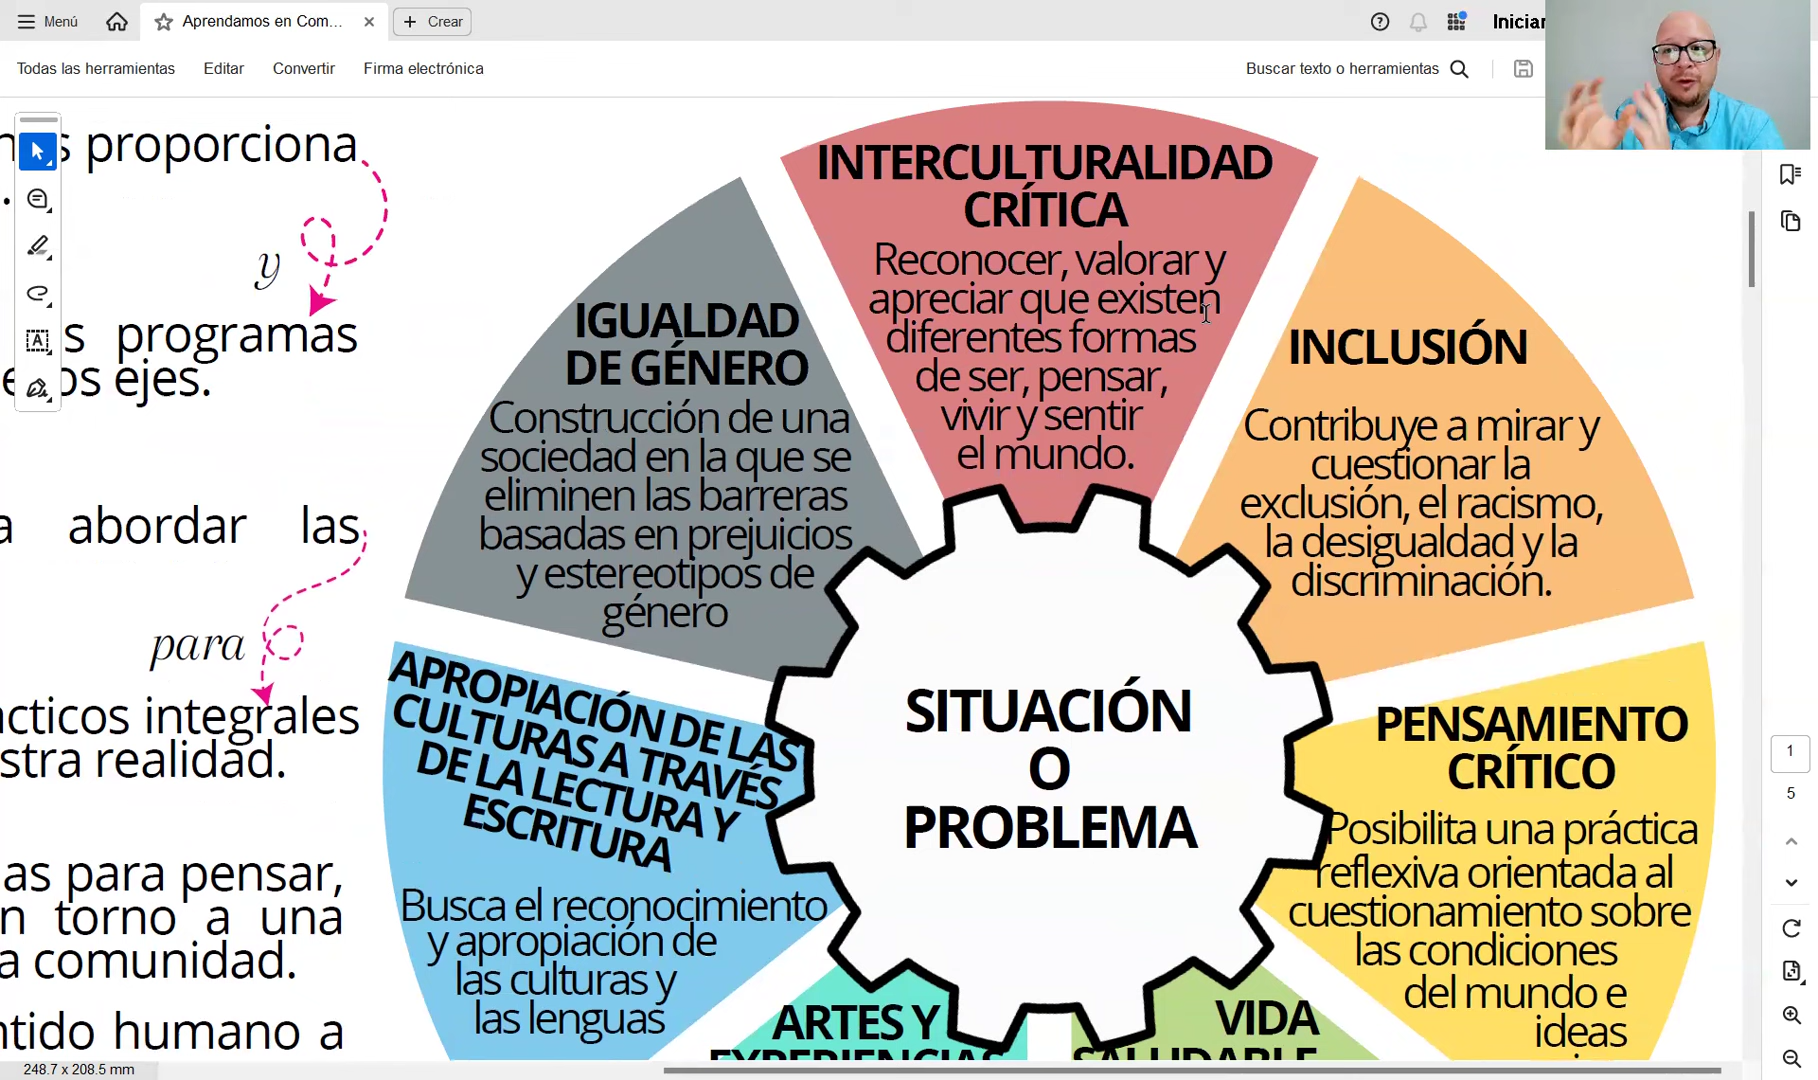 Menú
Aprendamos en Com...
Crear
Iniciar
Todas las herramientas
Editar
Convertir
Firma electrónica
Buscar texto o herramientas
proporciona
y
s programas
ejes.
a abordar las
para
ácticos integrales
stra realidad.
as para pensar,
n torno a una
a comunidad.
ntido humano a
INTERCULTURALIDAD
CRÍTICA
Reconocer, valorar y
apreciar que existen
diferentes formas
de ser, pensar,
vivir y sentir
el mundo.
IGUALDAD
DE GÉNERO
Construcción de una
sociedad en la que se
eliminen las barreras
basadas en prejuicios
y estereotipos de
género
INCLUSIÓN
Contribuye a mirar y
cuestionar la
exclusión, el racismo,
la desigualdad y la
discriminación.
APROPIACIÓN DE LAS
CULTURAS A TRAVÉS
DE LA LECTURA Y
ESCRITURA
Busca el reconocimiento
y apropiación de
las culturas y
las lenguas
SITUACIÓN
O
PROBLEMA
PENSAMIENTO
CRÍTICO
Posibilita una práctica
reflexiva orientada al
cuestionamiento sobre
las condiciones
del mundo e
ideas
ARTES Y
EXPERIENCIAS
VIDA
SALUDABLE
1
5
248.7 x 208.5 mm